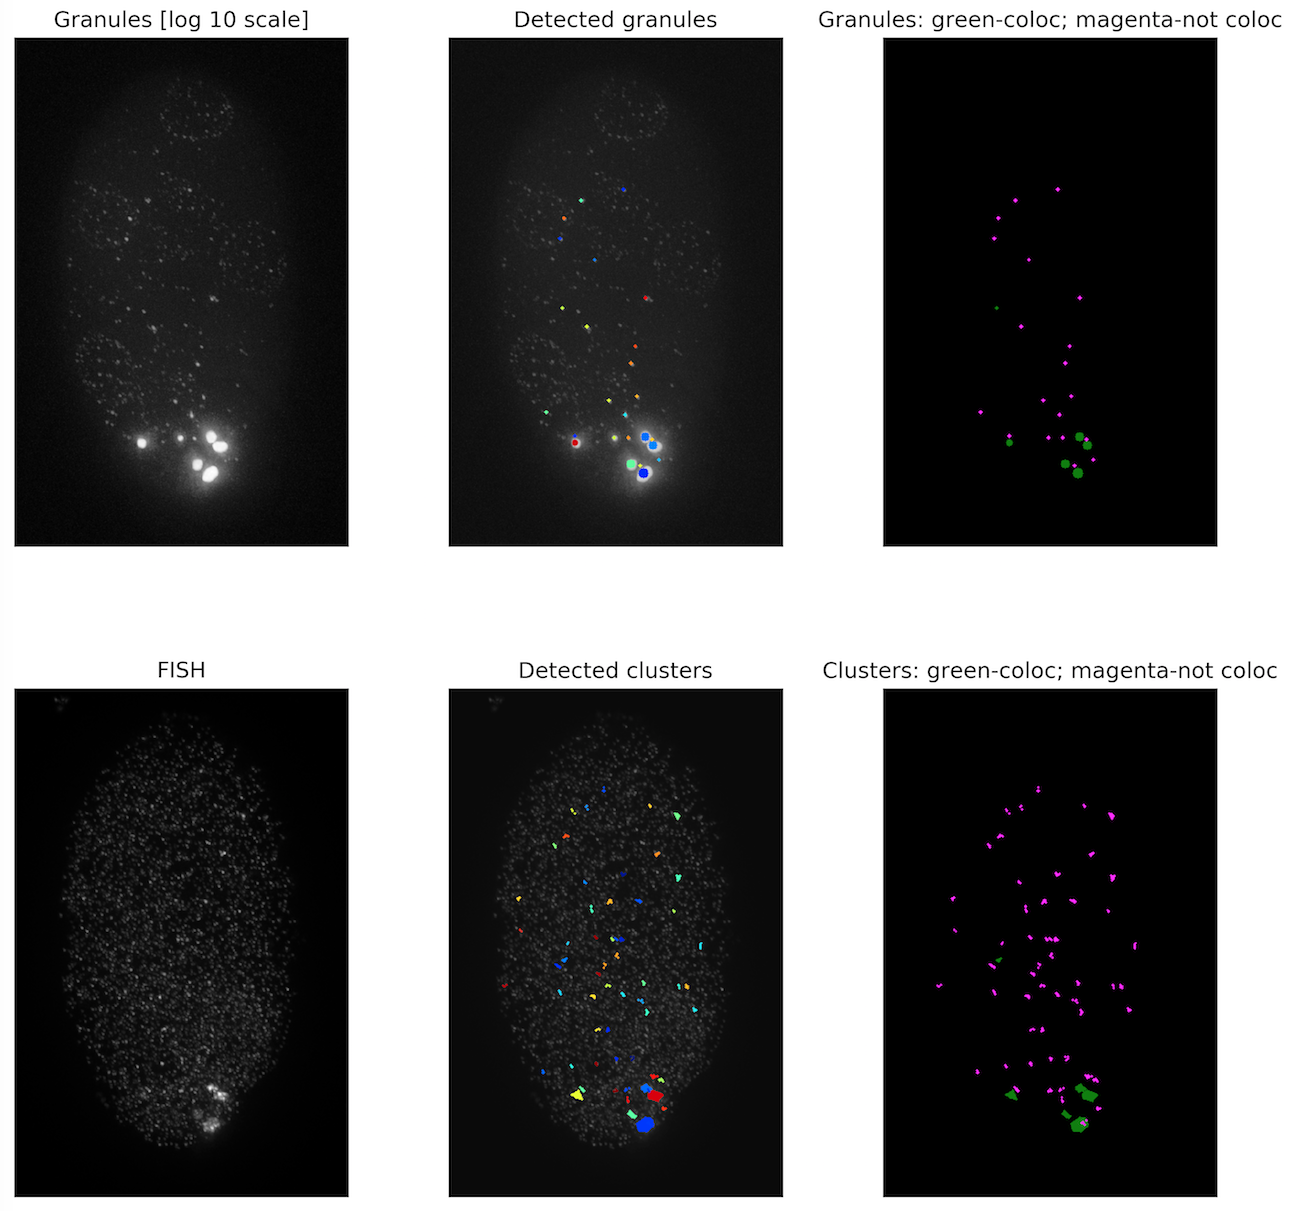 Granules [log 10 scale]
Detected granules
Granules: green-coloc; magenta-not coloc
FISH
Detected clusters
Clusters: green-coloc; magenta-not coloc